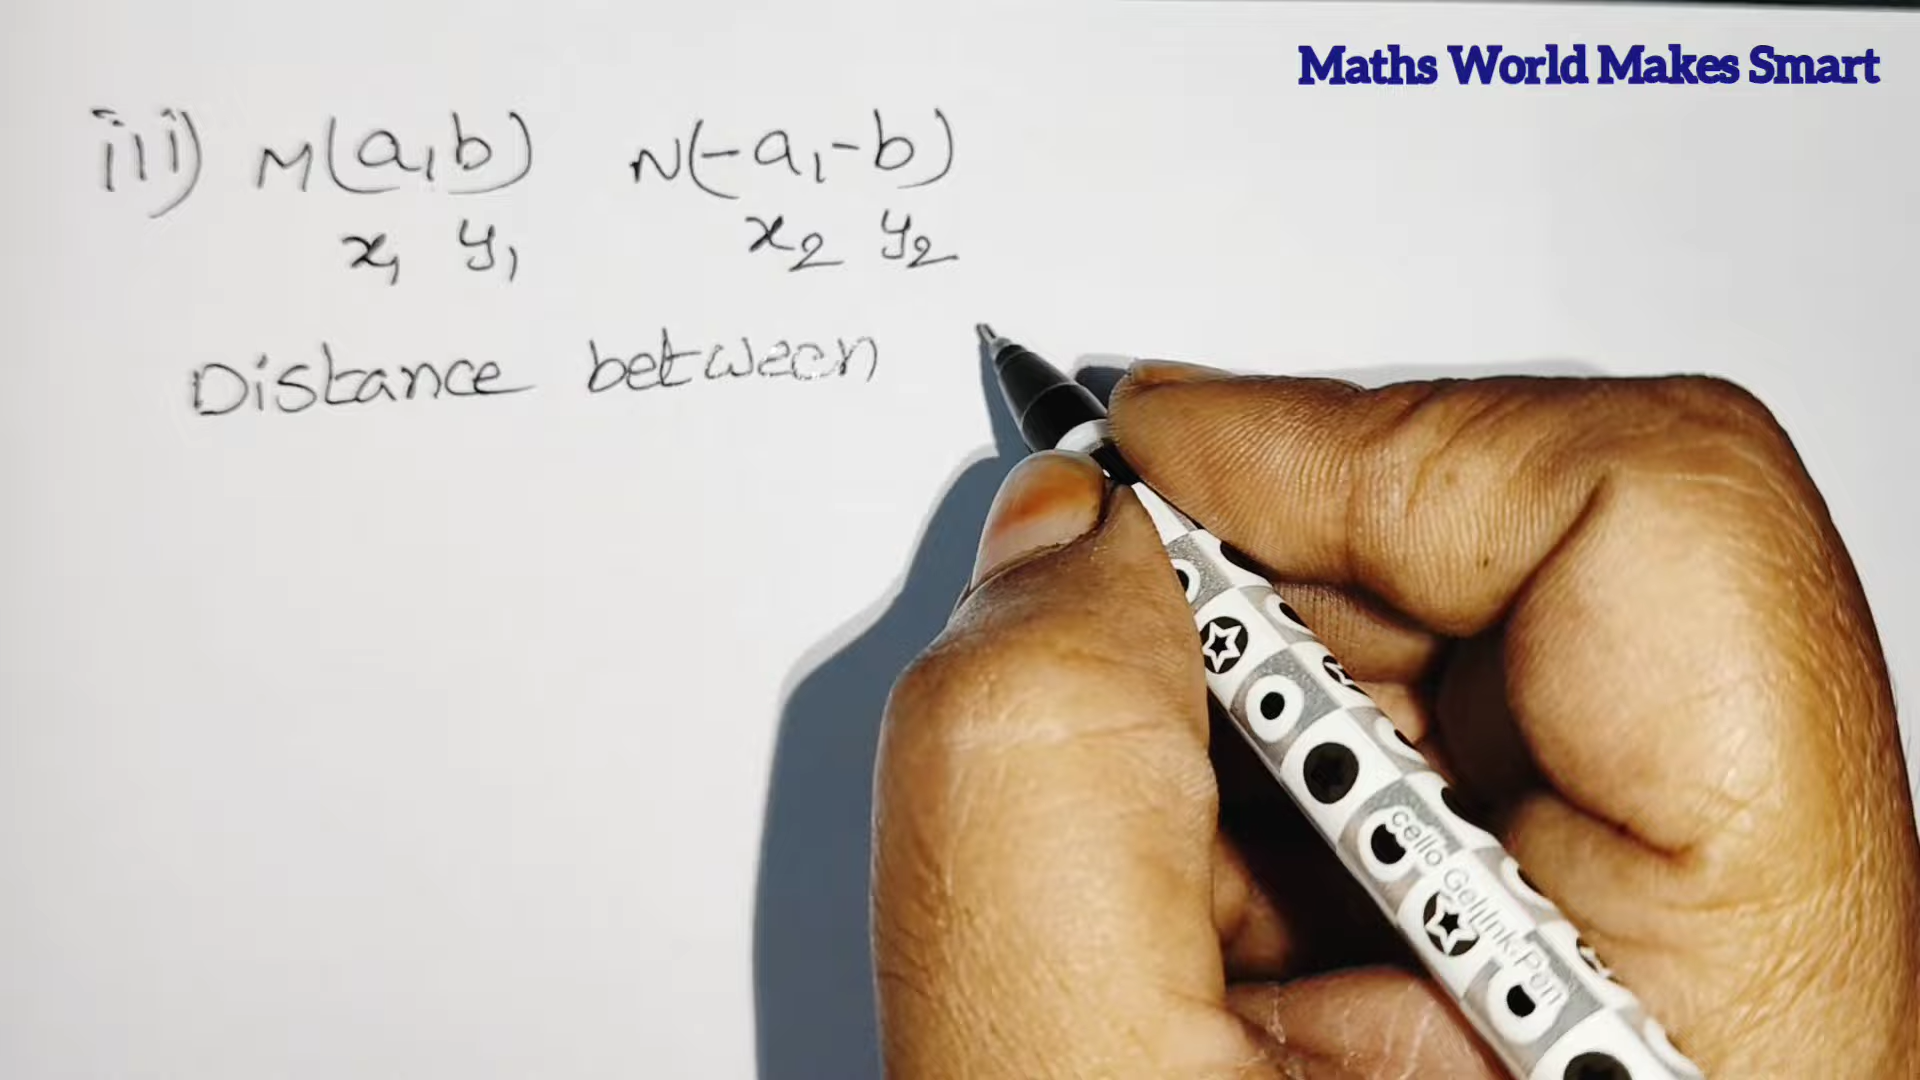 Maths World Makes Smart
iii) M(a,b) N(-a,-b)
x₁ y₁ x₂ y₂
Distance between
cello Gel Ink Pen